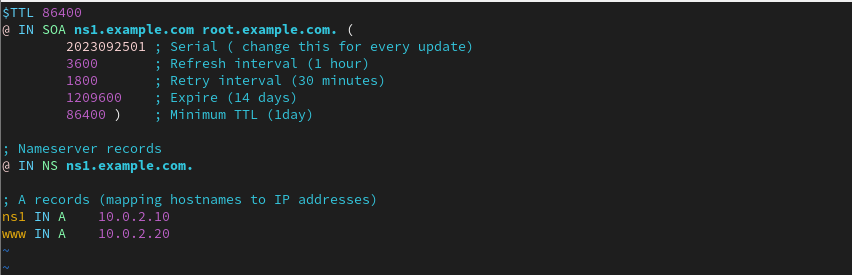 $TTL 86400
@ IN SOA ns1.example.com root.example.com. (
        2023092501 ; Serial ( change this for every update)
        3600       ; Refresh interval (1 hour)
        1800       ; Retry interval (30 minutes)
        1209600    ; Expire (14 days)
        86400 )    ; Minimum TTL (1day)

; Nameserver records
@ IN NS ns1.example.com.

; A records (mapping hostnames to IP addresses)
ns1 IN A    10.0.2.10
www IN A    10.0.2.20
~
~